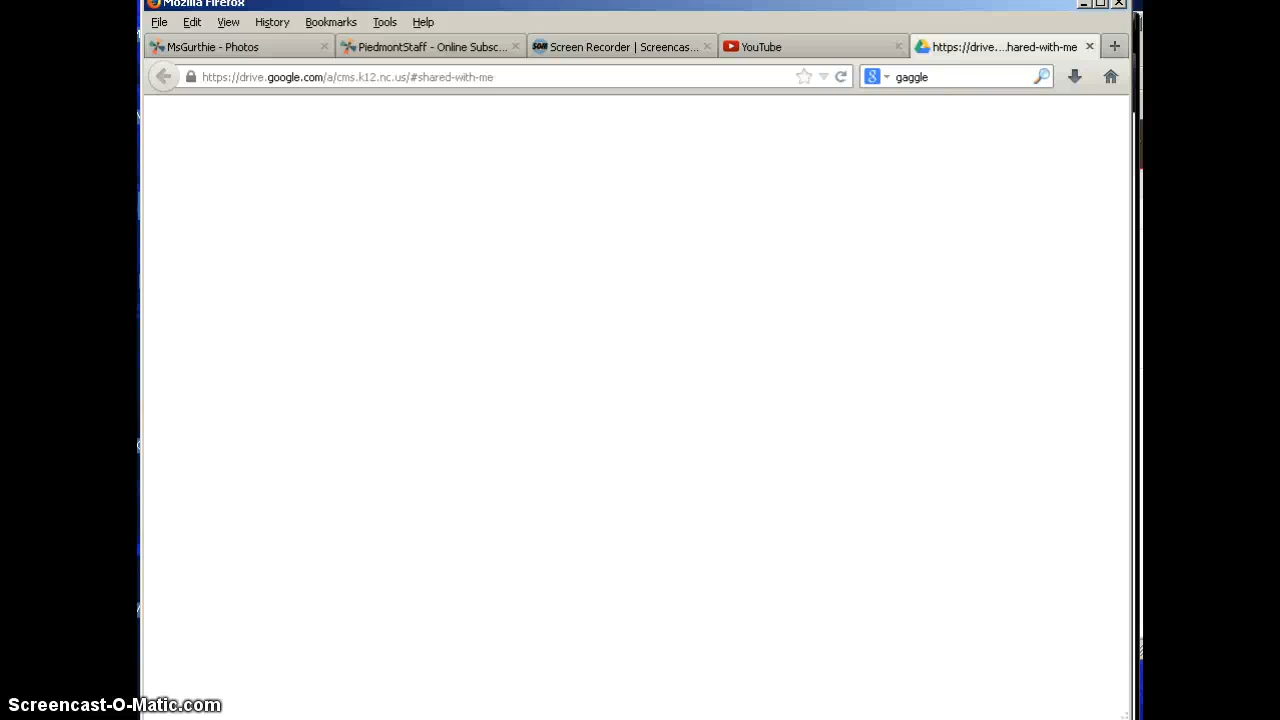 Mozilla Firefox
File Edit View History Bookmarks Tools Help
MsGurthie - Photos PiedmontStaff - Online Subsc... SOM Screen Recorder | Screencas... YouTube https://drive....hared-with-me
https://drive.google.com/a/cms.k12.nc.us/#shared-with-me 8 gaggle
Screencast-O-Matic.com